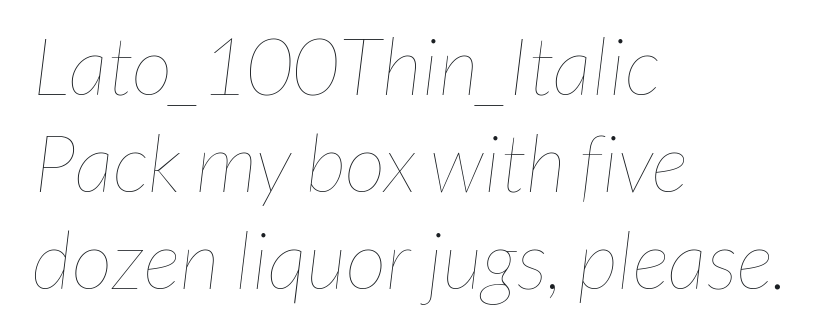 Lato_100Thin_Italic
Pack my box with five
dozen liquor jugs, please.